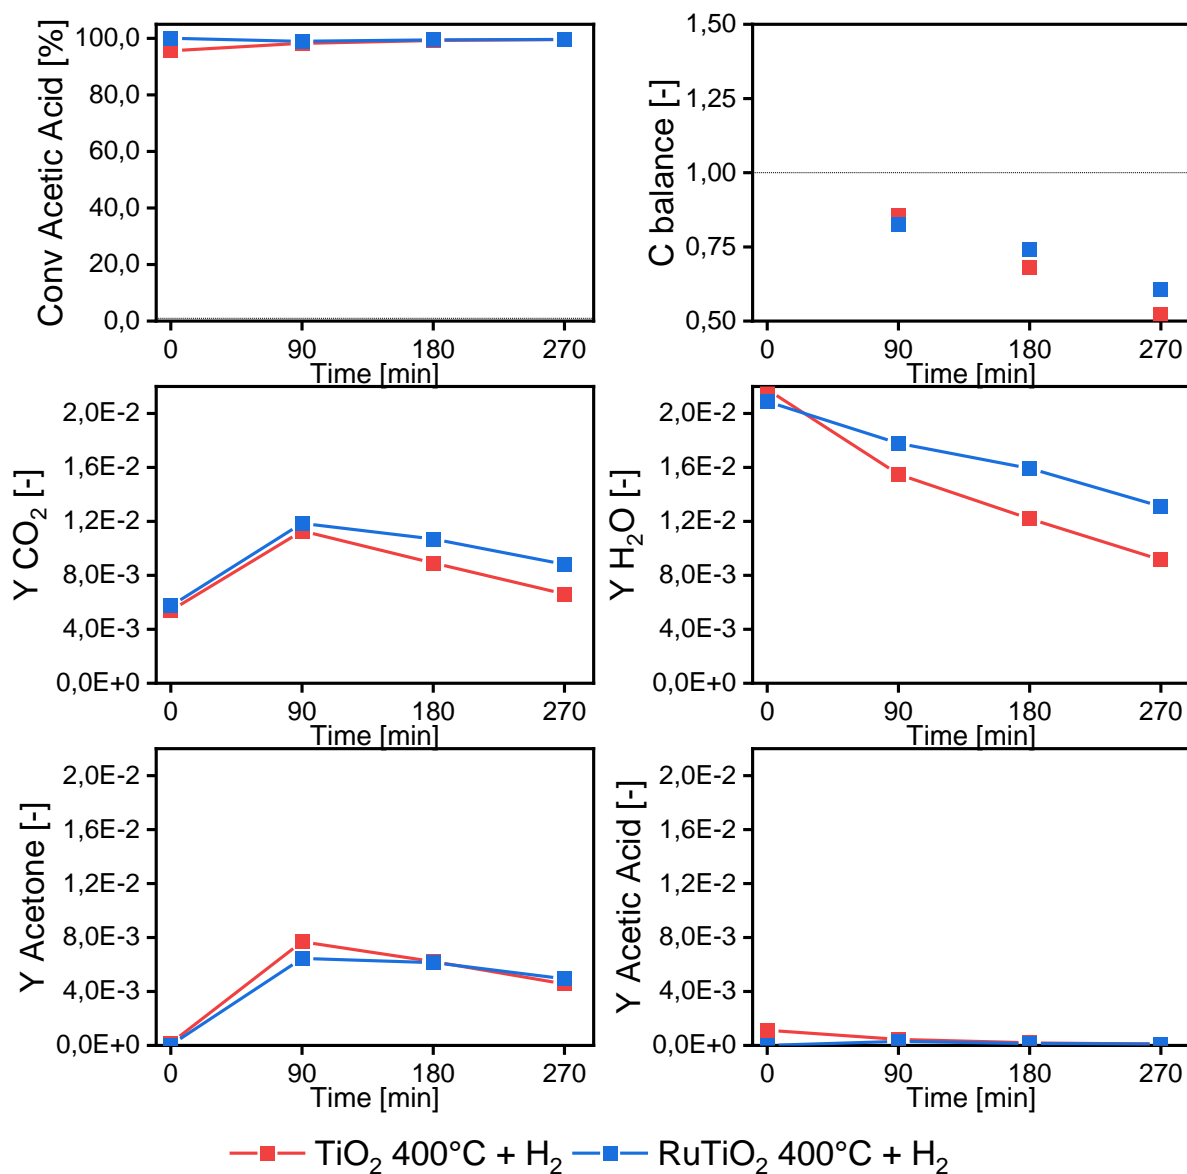 Conv Acetic Acid [%]
100,0
80,0
60,0
40,0
20,0
0,0
0 90 180 270
Time [min]
C balance [-]
1,50
1,25
1,00
0,75
0,50
0 90 180 270
Time [min]
Y CO₂ [-]
2,0E-2
1,6E-2
1,2E-2
8,0E-3
4,0E-3
0,0E+0
0 90 180 270
Time [min]
Y H₂O [-]
2,0E-2
1,6E-2
1,2E-2
8,0E-3
4,0E-3
0,0E+0
0 90 180 270
Time [min]
Y Acetone [-]
2,0E-2
1,6E-2
1,2E-2
8,0E-3
4,0E-3
0,0E+0
0 90 180 270
Time [min]
Y Acetic Acid [-]
2,0E-2
1,6E-2
1,2E-2
8,0E-3
4,0E-3
0,0E+0
0 90 180 270
Time [min]
TiO₂ 400°C + H₂ RuTiO₂ 400°C + H₂